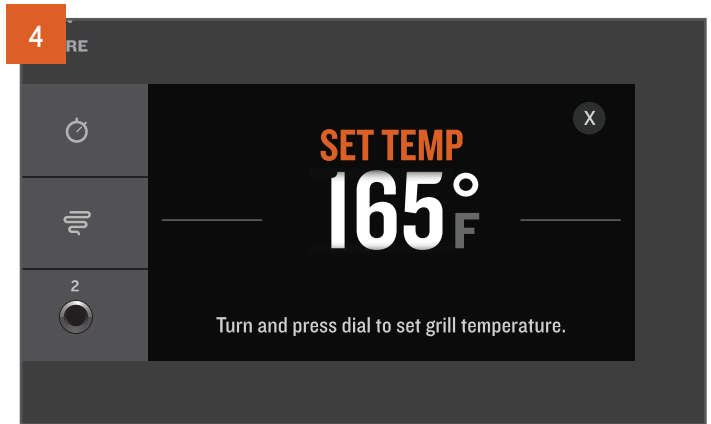 4
RE
X
SET TEMP
165°F
2
Turn and press dial to set grill temperature.